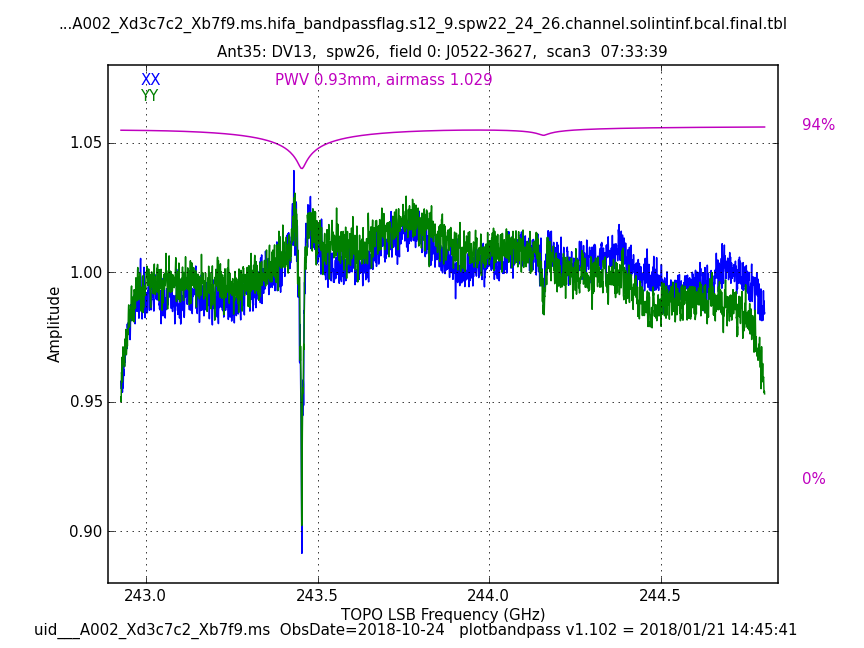 ...A002_Xd3c7c2_Xb7f9.ms.hifa_bandpassflag.s12_9.spw22_24_26.channel.solintinf.bcal.final.tbl
Ant35: DV13,  spw26,  field 0: J0522-3627,  scan3  07:33:39
XX
PWV 0.93mm, airmass 1.029
YY
94%
1.05
1.00
Amplitude
0.95
0%
0.90
243.0 243.5 244.0 244.5
TOPO LSB Frequency (GHz)
uid___A002_Xd3c7c2_Xb7f9.ms  ObsDate=2018-10-24   plotbandpass v1.102 = 2018/01/21 14:45:41